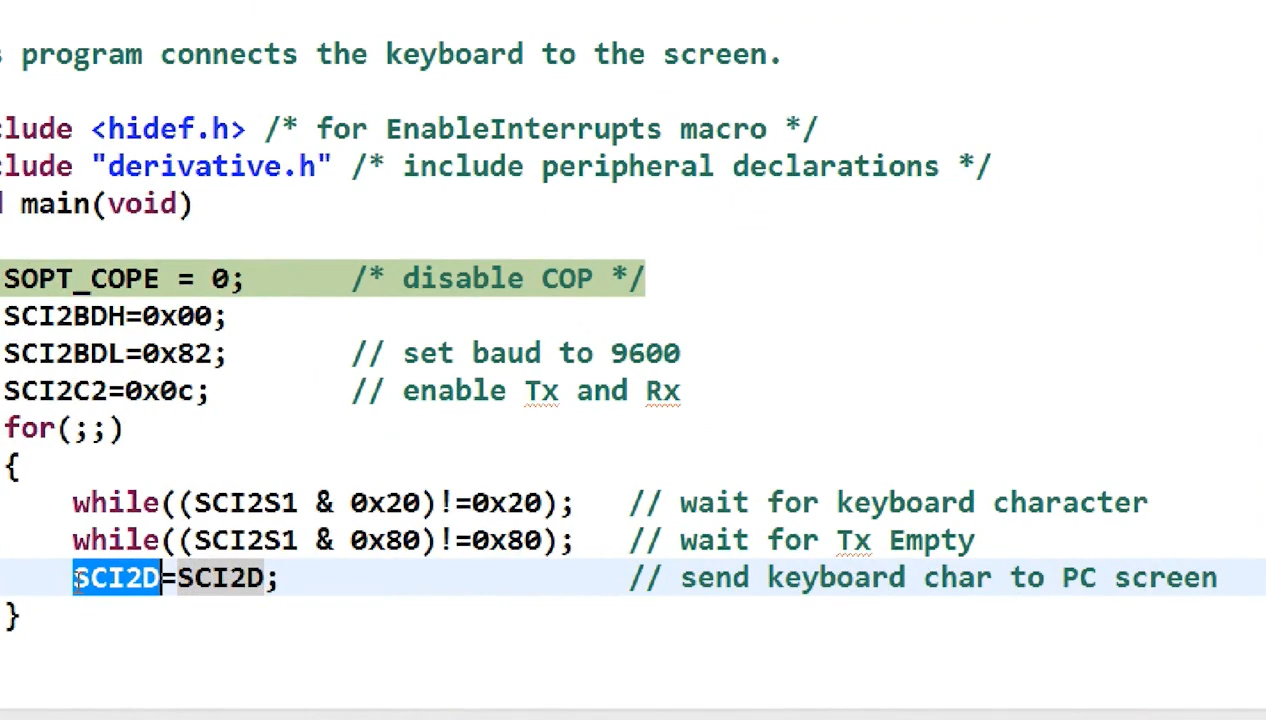 s program connects the keyboard to the screen.
clude <hidef.h> /* for EnableInterrupts macro */
clude "derivative.h" /* include peripheral declarations */
d main(void)
SOPT_COPE = 0; /* disable COP */
SCI2BDH=0x00;
SCI2BDL=0x82; // set baud to 9600
SCI2C2=0x0c; // enable Tx and Rx
for(;;)
{
while((SCI2S1 & 0x20)!=0x20); // wait for keyboard character
while((SCI2S1 & 0x80)!=0x80); // wait for Tx Empty
SCI2D=SCI2D; // send keyboard char to PC screen
}